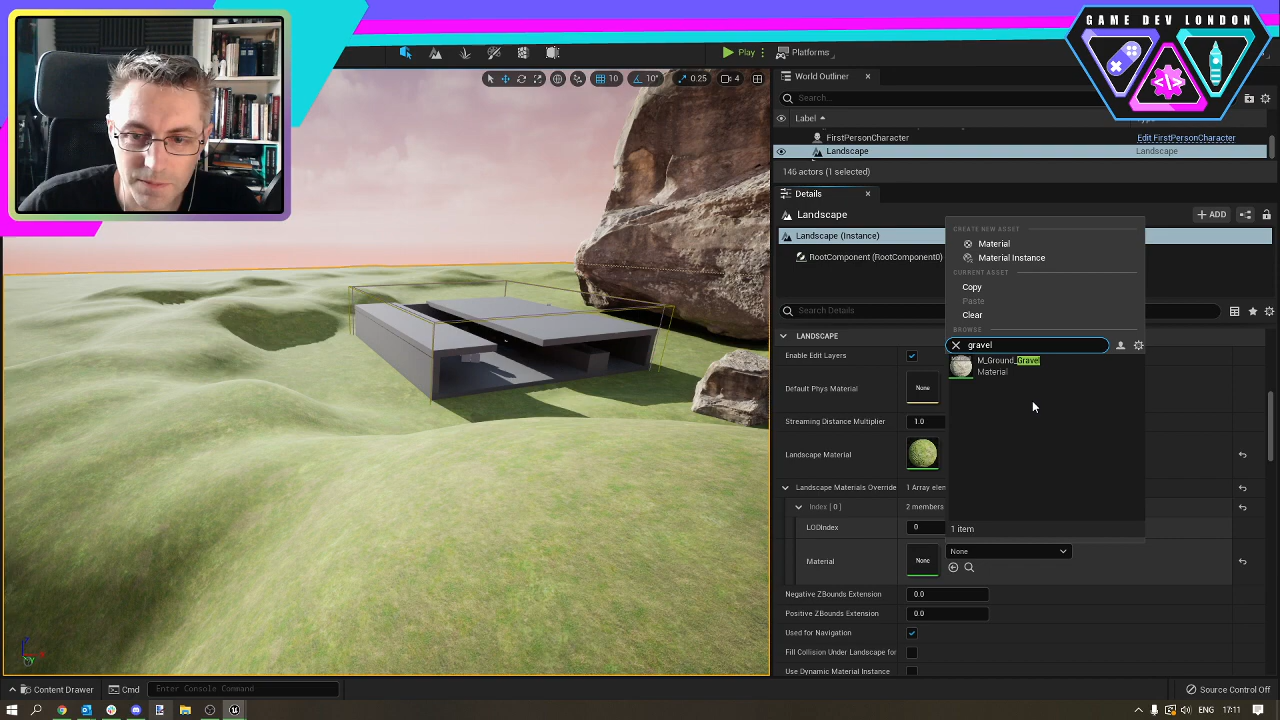 GAME DEV LONDON
</>
Play
Platforms
10
10°
0.25
4
World Outliner
Search...
Label
FirstPersonCharacter
Edit FirstPersonCharacter
Landscape
Landscape
146 actors (1 selected)
Details
Landscape
ADD
Landscape (Instance)
RootComponent (RootComponent0)
Search Details
CREATE NEW ASSET
Material
Material Instance
CURRENT ASSET
Copy
Paste
Clear
BROWSE
gravel
M_Ground_Gravel
Material
1 item
LANDSCAPE
Enable Edit Layers
Default Phys Material
None
Streaming Distance Multiplier
1.0
Landscape Material
Landscape Materials Override
1 Array elem
Index [ 0 ]
2 members
LODIndex
0
Material
None
None
Negative ZBounds Extension
0.0
Positive ZBounds Extension
0.0
Used for Navigation
Fill Collision Under Landscape for
Use Dynamic Material Instance
Content Drawer
Cmd
Enter Console Command
Source Control Off
ENG
17:11